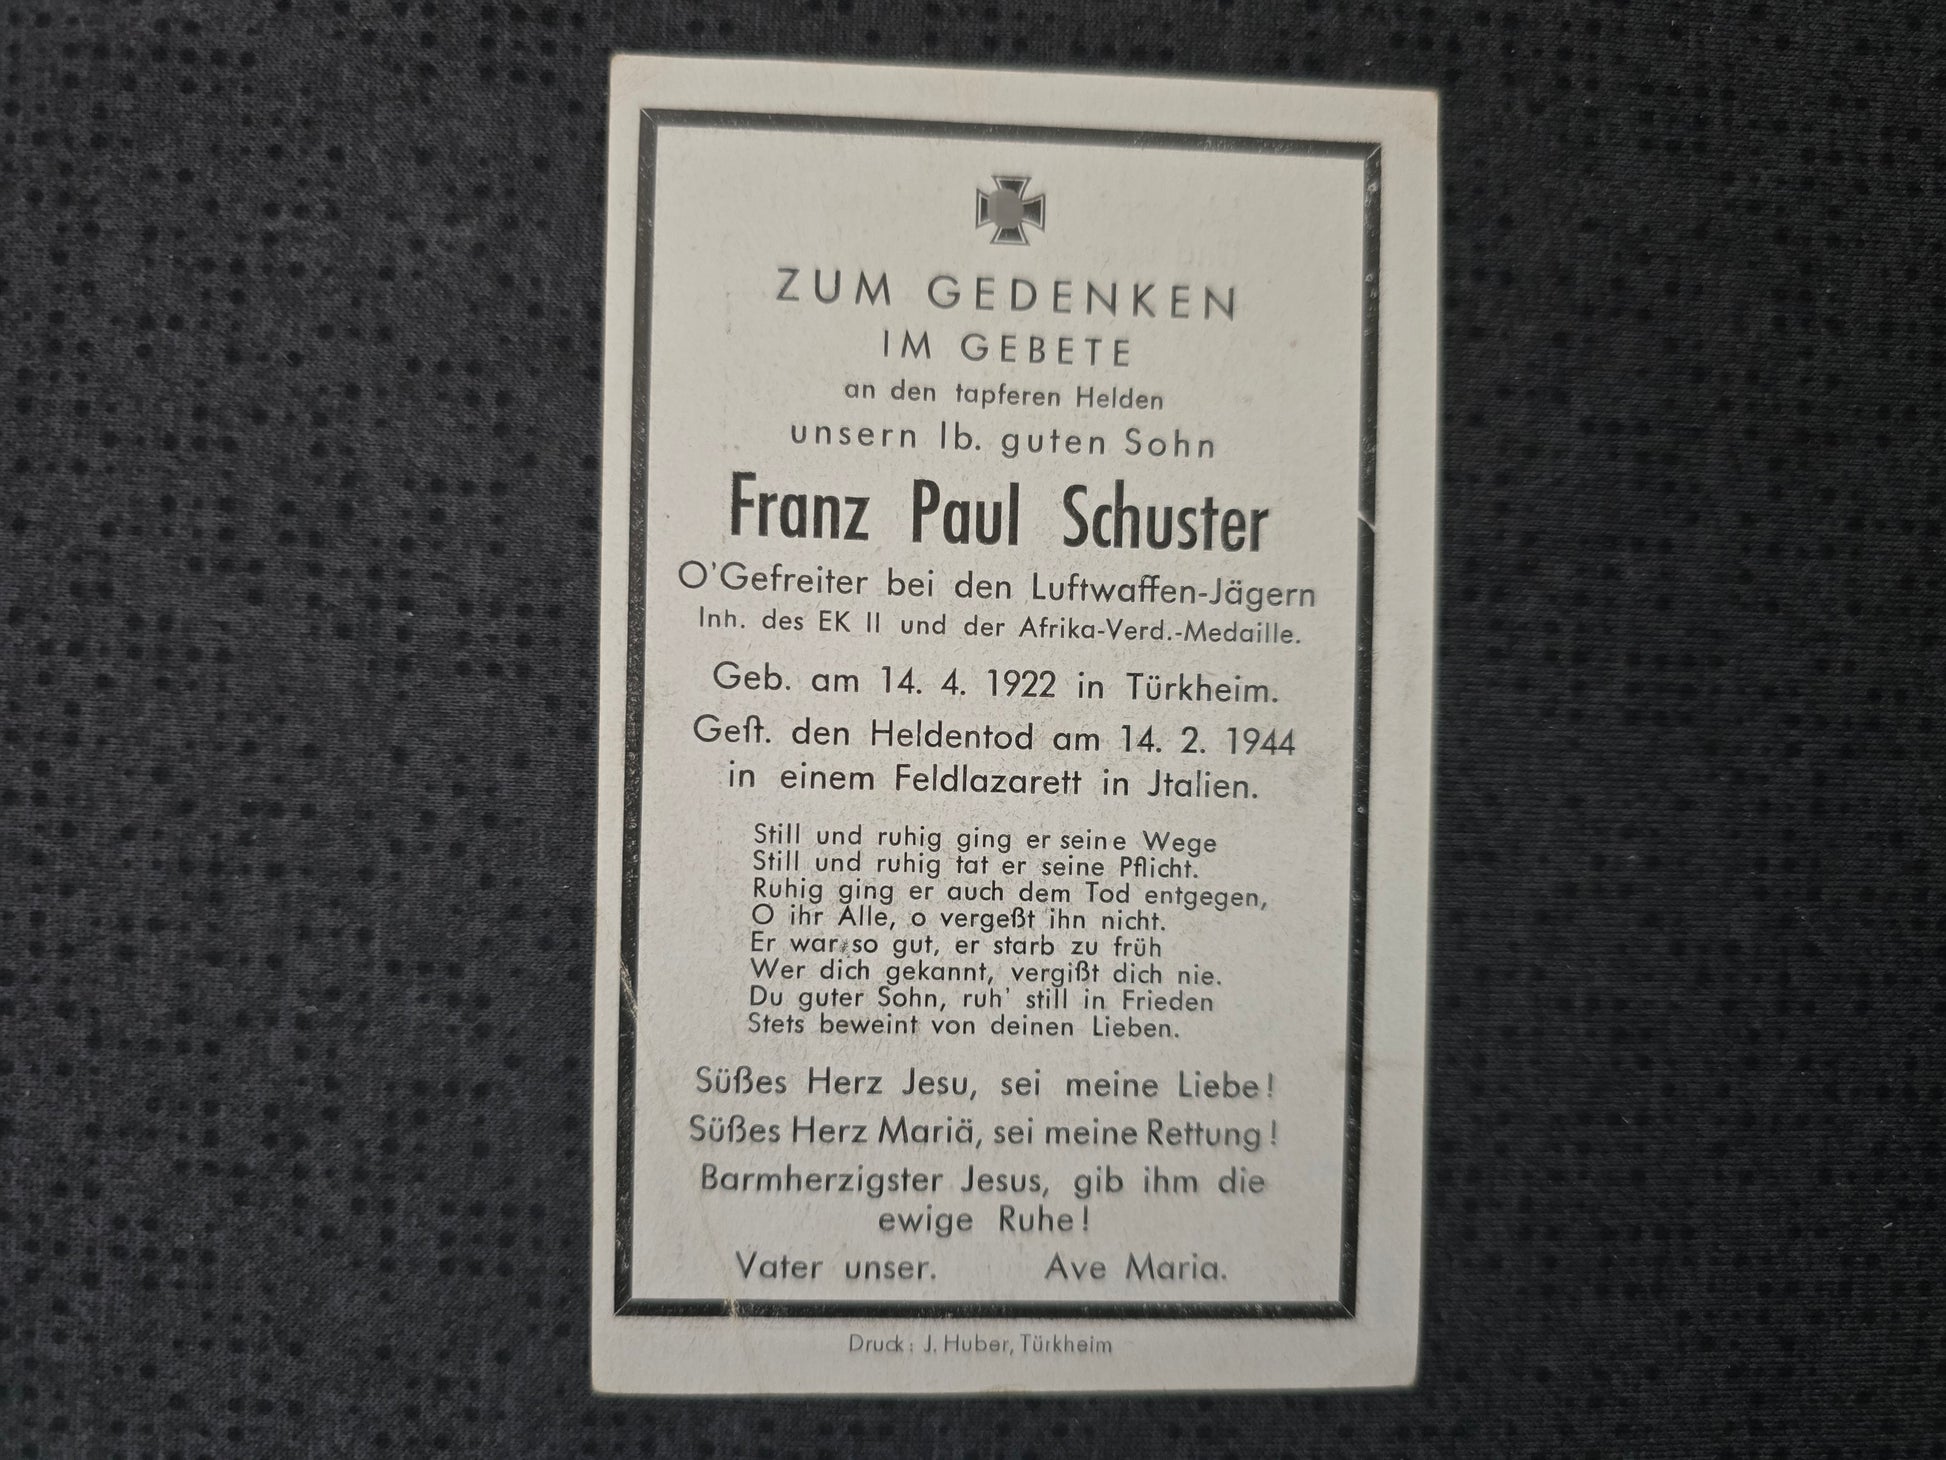 ZUM GEDENKEN
IM GEBETE
an den tapferen Helden
unsern lb. guten Sohn
Franz Paul Schuster
O'Gefreiter bei den Luftwaffen-Jägern
Inh. des EK II und der Afrika-Verd.-Medaille.
Geb. am 14. 4. 1922 in Türkheim.
Gest. den Heldentod am 14. 2. 1944
in einem Feldlazarett in Jtalien.
Still und ruhig ging er seine Wege
Still und ruhig tat er seine Pflicht.
Ruhig ging er auch dem Tod entgegen,
O ihr Alle, o vergeßt ihn nicht.
Er war so gut, er starb zu früh
Wer dich gekannt, vergißt dich nie.
Du guter Sohn, ruh' still in Frieden
Stets beweint von deinen Lieben.
Süßes Herz Jesu, sei meine Liebe!
Süßes Herz Mariä, sei meine Rettung!
Barmherzigster Jesus, gib ihm die
ewige Ruhe!
Vater unser. Ave Maria.
Druck: J. Huber, Türkheim